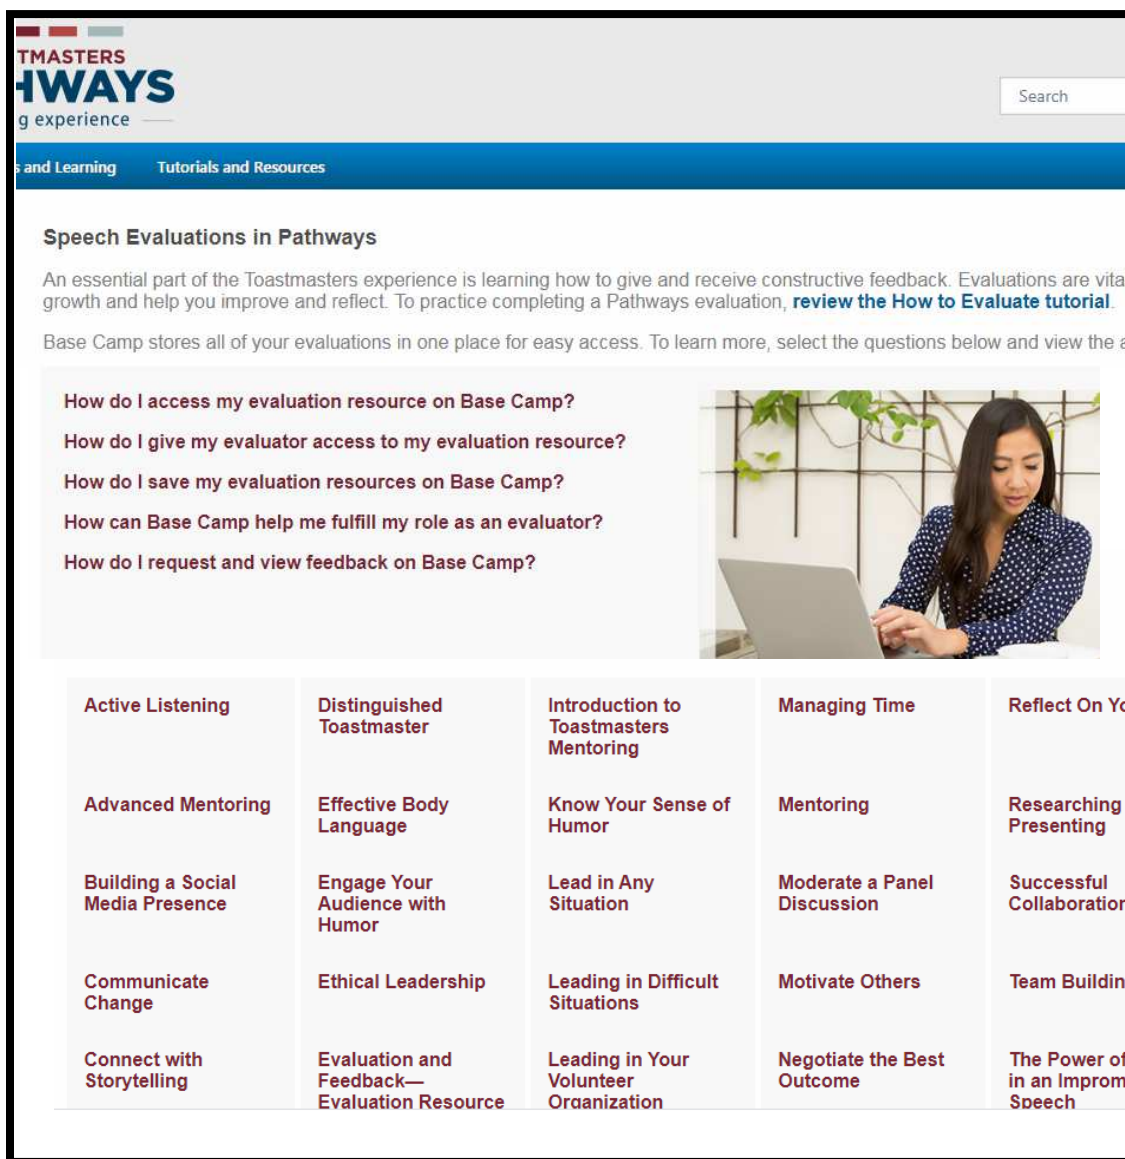 TMASTERS
HWAYS
g experience
Search
s and Learning Tutorials and Resources
Speech Evaluations in Pathways
An essential part of the Toastmasters experience is learning how to give and receive constructive feedback. Evaluations are vita
growth and help you improve and reflect. To practice completing a Pathways evaluation, review the How to Evaluate tutorial.
Base Camp stores all of your evaluations in one place for easy access. To learn more, select the questions below and view the a
How do I access my evaluation resource on Base Camp?
How do I give my evaluator access to my evaluation resource?
How do I save my evaluation resources on Base Camp?
How can Base Camp help me fulfill my role as an evaluator?
How do I request and view feedback on Base Camp?
Active Listening
Distinguished
Toastmaster
Introduction to
Toastmasters
Mentoring
Managing Time
Reflect On Yo
Advanced Mentoring
Effective Body
Language
Know Your Sense of
Humor
Mentoring
Researching
Presenting
Building a Social
Media Presence
Engage Your
Audience with
Humor
Lead in Any
Situation
Moderate a Panel
Discussion
Successful
Collaboration
Communicate
Change
Ethical Leadership
Leading in Difficult
Situations
Motivate Others
Team Buildin
Connect with
Storytelling
Evaluation and
Feedback—
Evaluation Resource
Leading in Your
Volunteer
Organization
Negotiate the Best
Outcome
The Power of
in an Improm
Speech